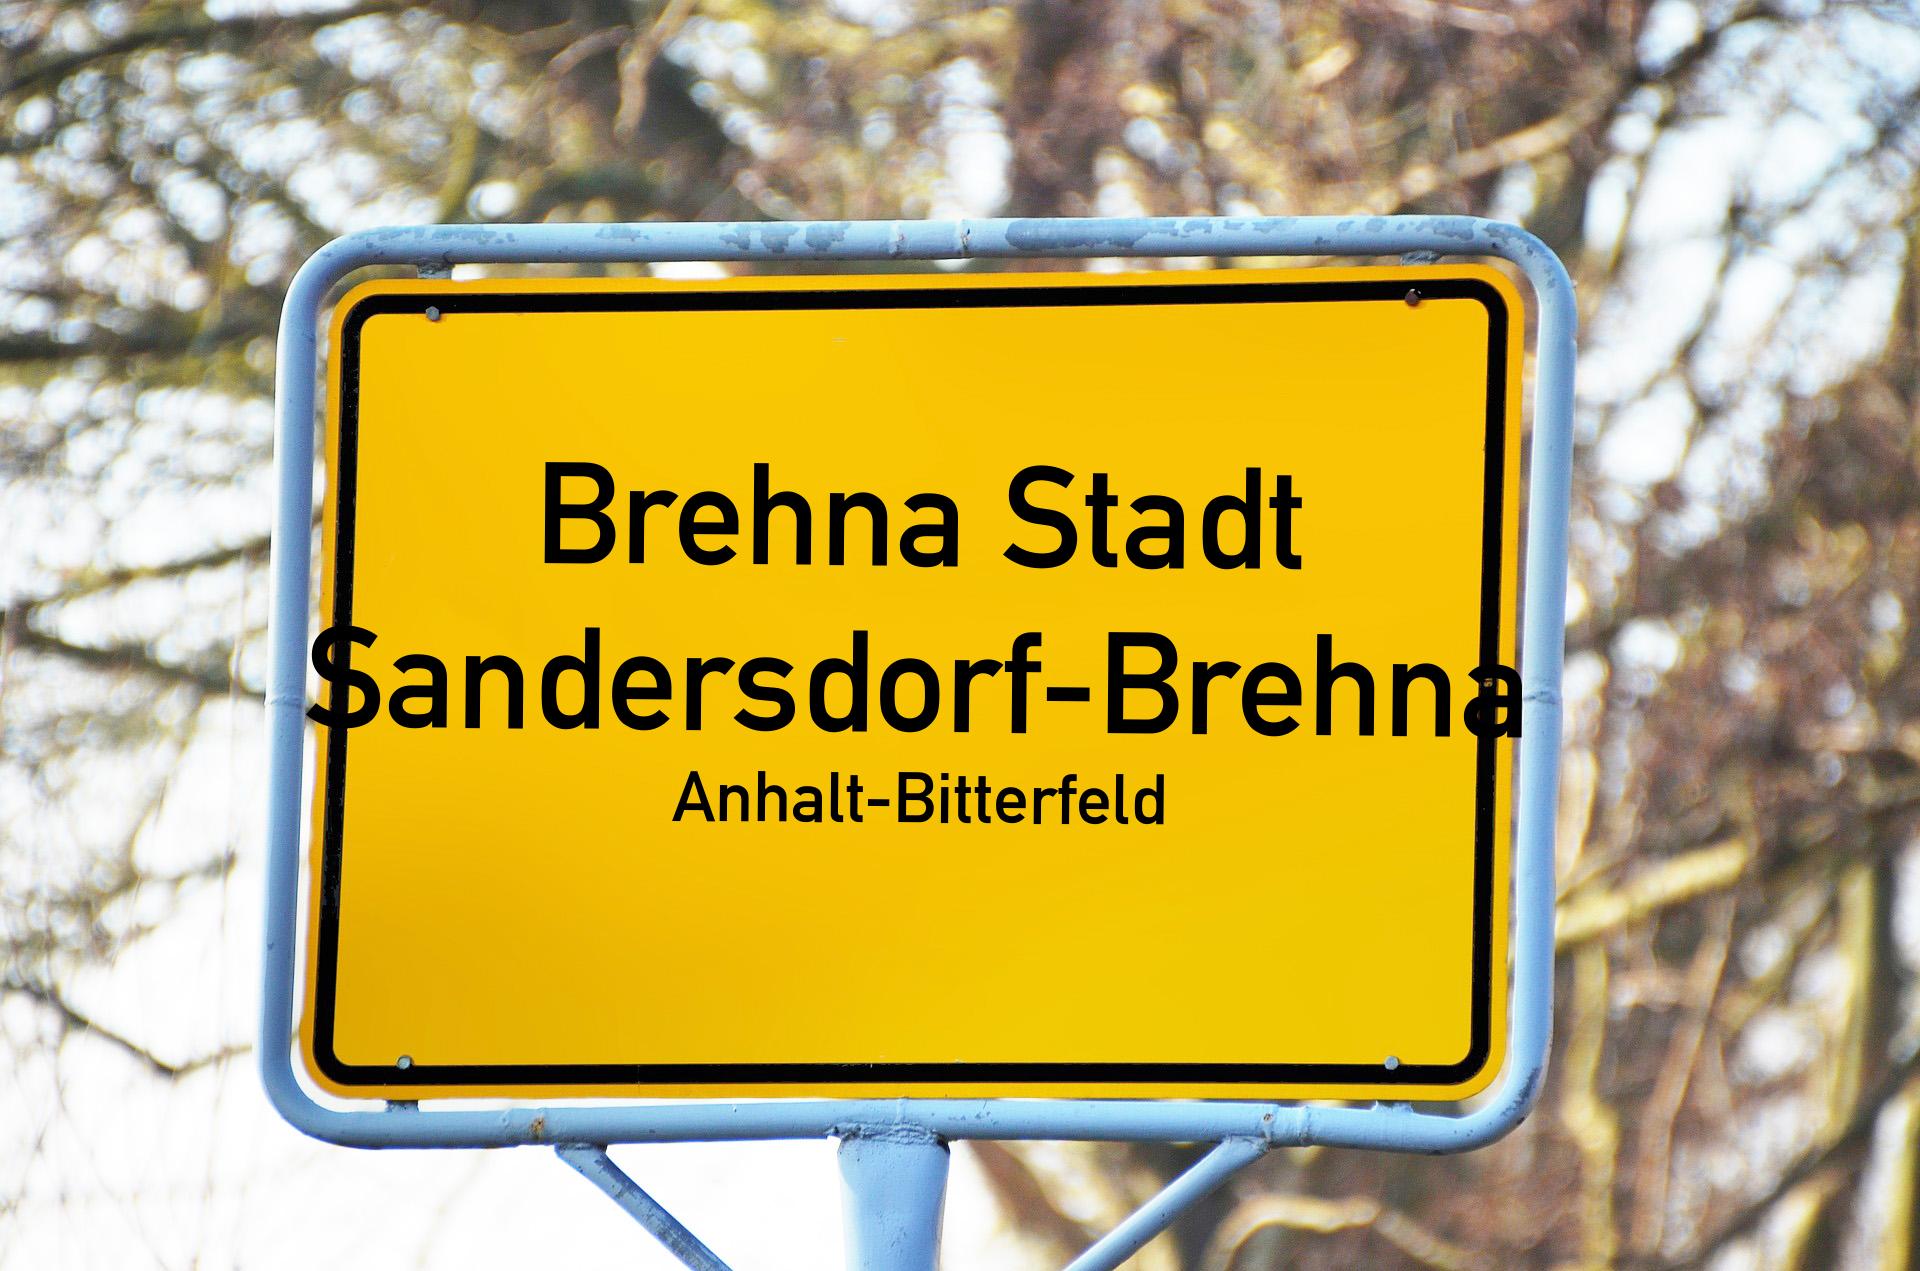 Brehna Stadt
Sandersdorf-Brehna
Anhalt-Bitterfeld